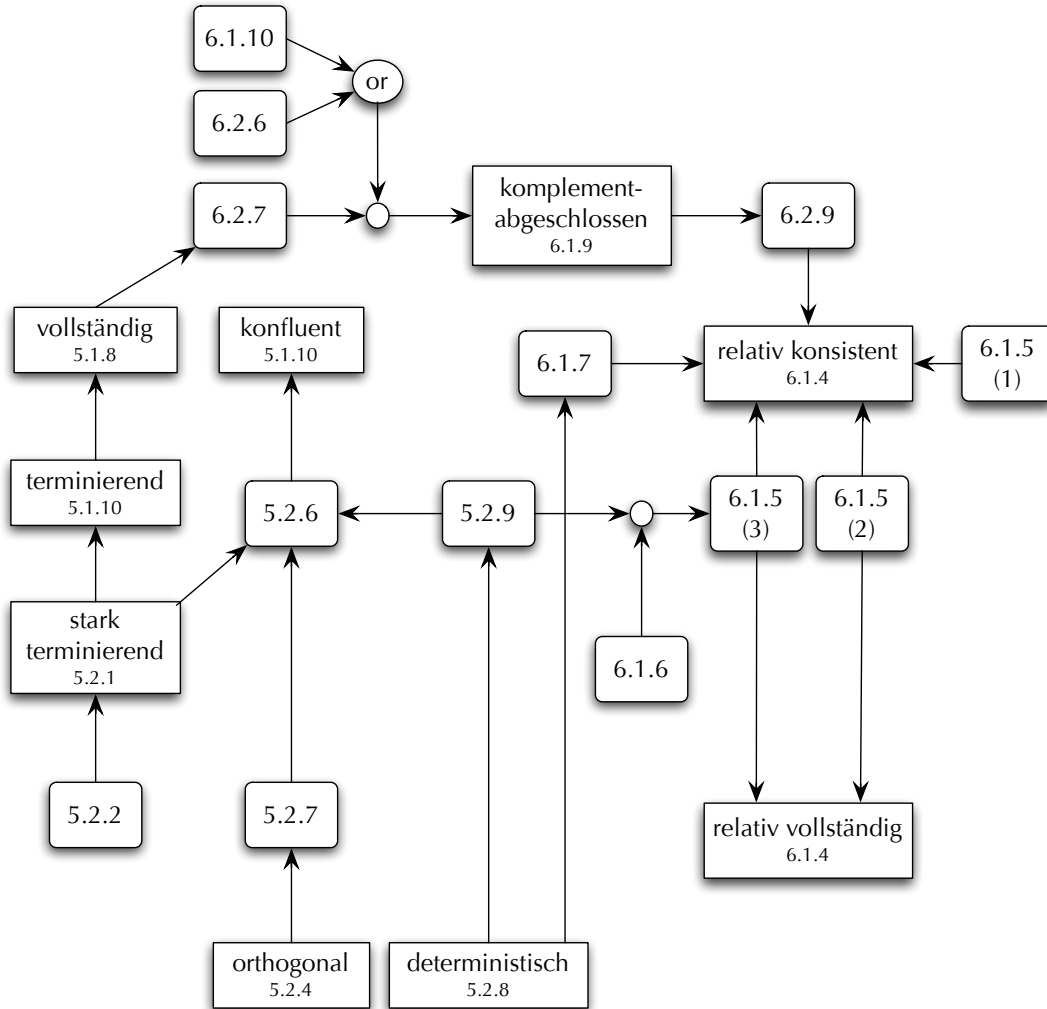 6.1.10
or
6.2.6
komplement-
abgeschlossen
6.1.9
6.2.7
6.2.9
vollständig
5.1.8
konfluent
5.1.10
6.1.7
relativ konsistent
6.1.4
6.1.5
(1)
terminierend
5.1.10
5.2.6
5.2.9
6.1.5
(3)
6.1.5
(2)
stark
terminierend
5.2.1
6.1.6
5.2.2
5.2.7
relativ vollständig
6.1.4
orthogonal
5.2.4
deterministisch
5.2.8